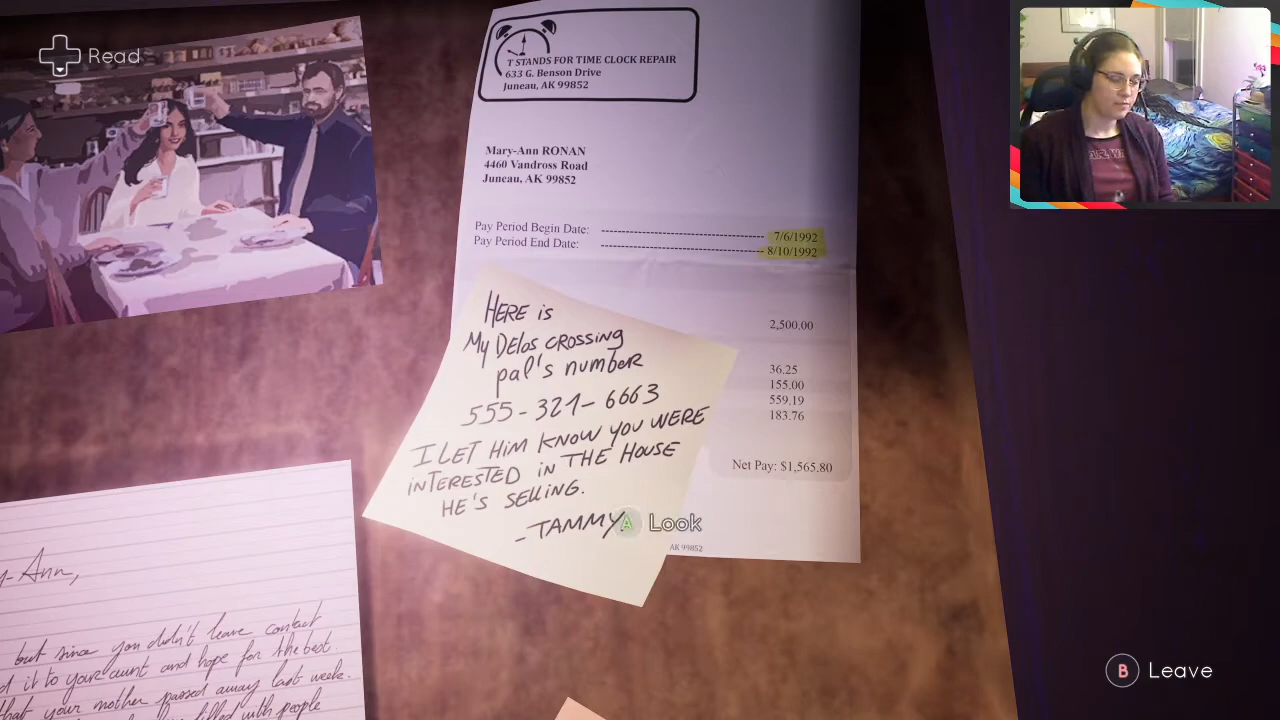 Read
T STANDS FOR TIME CLOCK REPAIR
633 G. Benson Drive
Juneau, AK 99852
Mary-Ann RONAN
4460 Vandross Road
Juneau, AK 99852
Pay Period Begin Date: 7/6/1992
Pay Period End Date: 8/10/1992
2,500.00
36.25
155.00
559.19
183.76
Net Pay: $1,565.80
AK 99852
HERE is
My DElos CROSSING
pal's number
555-321-6663
I LET HIM KNOW YOU WERE
iNTERESTED iN THE HOUSE
HE'S SElliNG.
-TAMMY
A Look
-Ann,
but since you didn't leave contact
d it to your aunt and hope for the best.
that your mother passed away last week.
filled with people
B Leave